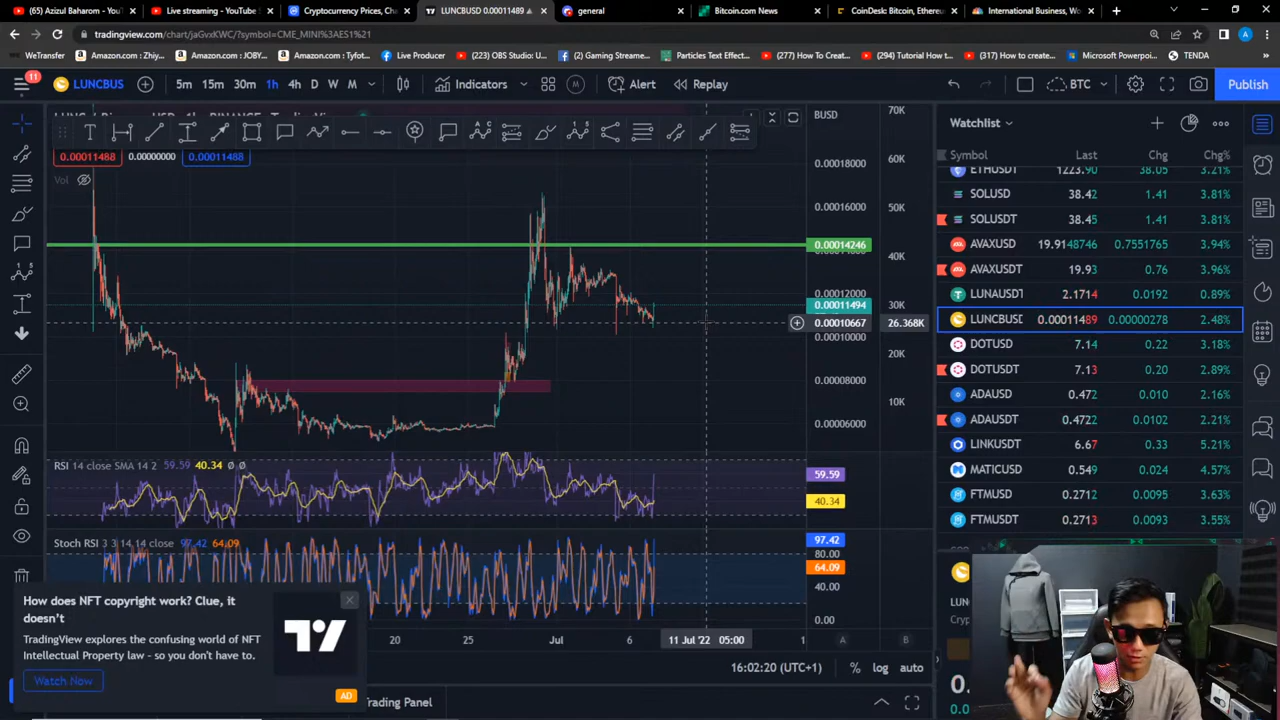 (65) Azizul Baharom - You
Live streaming - YouTube
Cryptocurrency Prices, Cha
LUNCBUSD 0.00011489 ▲
general
Bitcoin.com News
CoinDesk: Bitcoin, Ethereu
International Business, Wo
tradingview.com/chart/jaGvxKWC/?symbol=CME_MINI%3AES1%21
WeTransfer
Amazon.com : Zhiy...
Amazon.com: JOBY...
Amazon.com: Tyfot...
Live Producer
(223) OBS Studio: U...
(2) Gaming Streame...
Particles Text Effect...
(277) How To Creat...
(294) Tutorial How t...
(317) How to create...
Microsoft Powerpoi...
TENDA
11
LUNCBUS
5m 15m 30m 1h 4h D W M
Indicators
Alert
Replay
BTC
Publish
BUSD
70K
Watchlist
0.00011488 0.00000000 0.00011488
Symbol Last Chg Chg%
Vol
0.00018000
60K
ETHUSDT 1223.90 38.05 3.21%
SOLUSD 38.42 1.41 3.81%
0.00016000
50K
SOLUSDT 38.45 1.41 3.81%
0.00014246
40K
AVAXUSD 19.9148746 0.7551765 3.94%
AVAXUSDT 19.93 0.76 3.96%
0.00012000
LUNAUSDT 2.1714 0.0192 0.89%
0.00011494
30K
0.00010667
26.368K
LUNCBUSD 0.00011489 0.00000278 2.48%
0.00010000
20K
DOTUSD 7.14 0.22 3.18%
DOTUSDT 7.13 0.20 2.89%
0.00008000
10K
ADAUSD 0.472 0.010 2.16%
0.00006000
ADAUSDT 0.4722 0.0102 2.21%
LINKUSDT 6.67 0.33 5.21%
RSI 14 close SMA 14 2 59.59 40.34 Ø Ø
59.59
MATICUSD 0.549 0.024 4.57%
40.34
FTMUSD 0.2712 0.0095 3.63%
FTMUSDT 0.2713 0.0093 3.55%
Stoch RSI 3 3 14 14 close 97.42 64.09
97.42
80.00
64.09
40.00
0.00
How does NFT copyright work? Clue, it
doesn't
TradingView explores the confusing world of NFT
Intellectual Property law - so you don't have to.
Watch Now
AD
20 25 Jul 6 11 Jul '22 05:00
A B
16:02:20 (UTC+1)
% log auto
Trading Panel